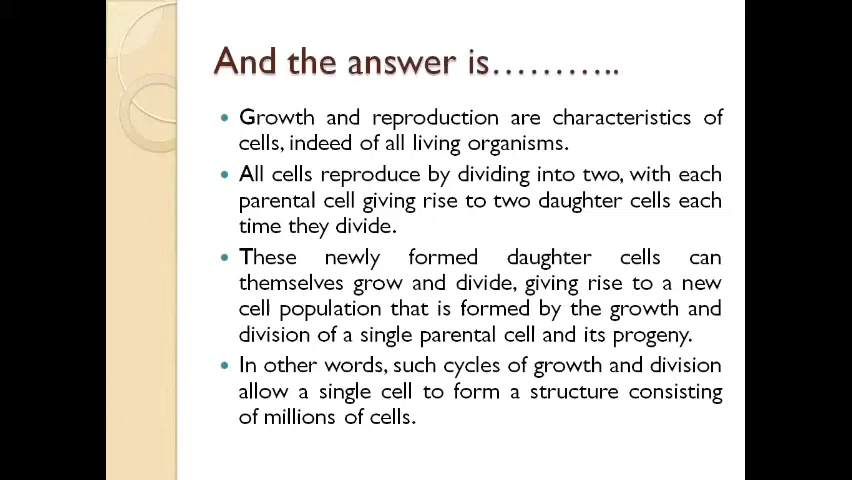 And the answer is………..
• Growth and reproduction are characteristics of
cells, indeed of all living organisms.
• All cells reproduce by dividing into two, with each
parental cell giving rise to two daughter cells each
time they divide.
• These newly formed daughter cells can
themselves grow and divide, giving rise to a new
cell population that is formed by the growth and
division of a single parental cell and its progeny.
• In other words, such cycles of growth and division
allow a single cell to form a structure consisting
of millions of cells.